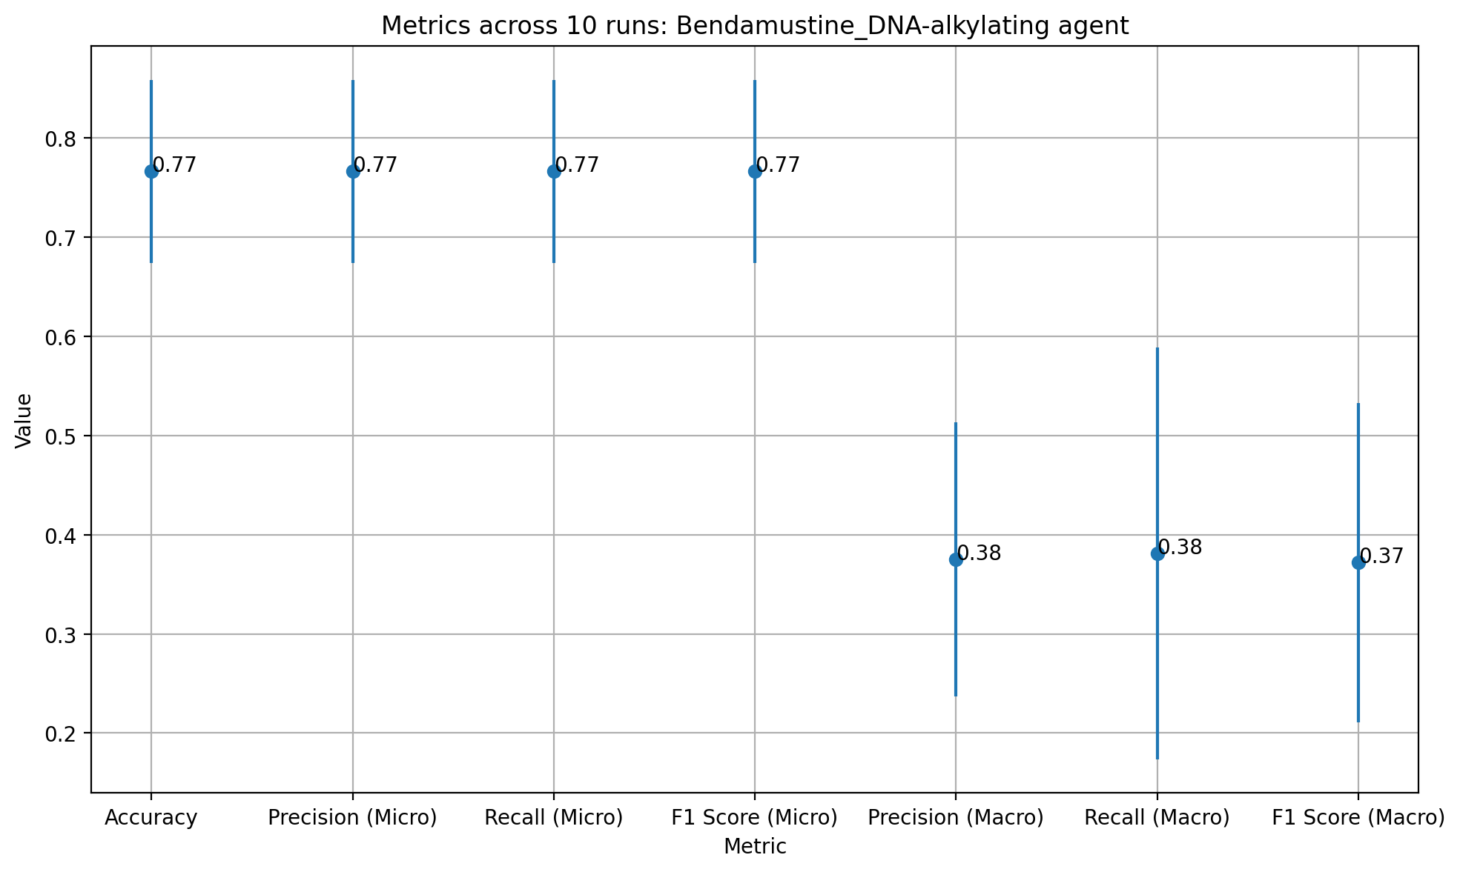 Metrics across 10 runs: Bendamustine_DNA-alkylating agent
Value
0.8
0.7
0.6
0.5
0.4
0.3
0.2
0.77
0.77
0.77
0.77
0.38
0.38
0.37
Accuracy
Precision (Micro)
Recall (Micro)
F1 Score (Micro)
Precision (Macro)
Recall (Macro)
F1 Score (Macro)
Metric